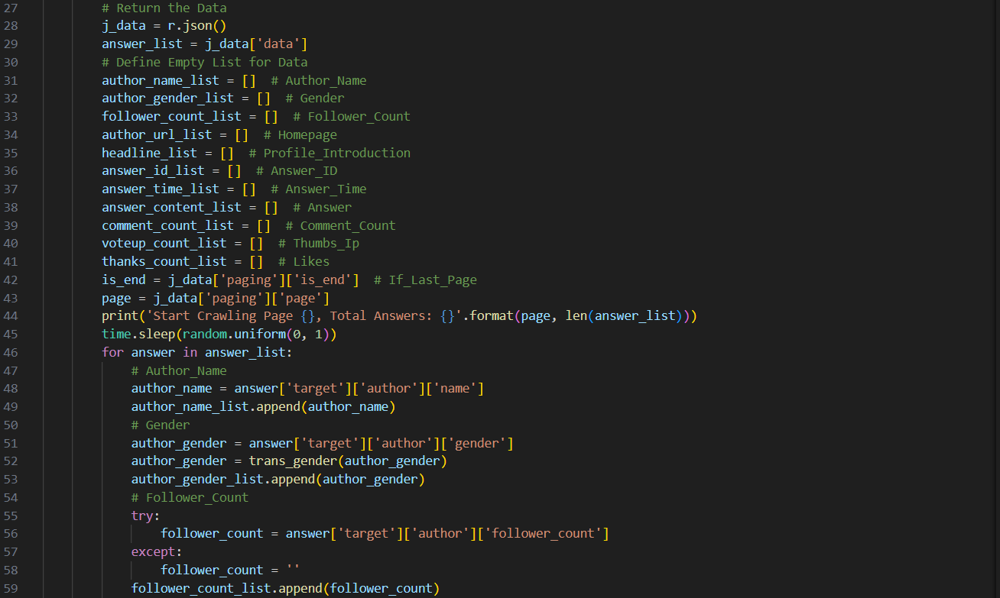 27 # Return the Data
28 j_data = r.json()
29 answer_list = j_data['data']
30 # Define Empty List for Data
31 author_name_list = []  # Author_Name
32 author_gender_list = []  # Gender
33 follower_count_list = []  # Follower_Count
34 author_url_list = []  # Homepage
35 headline_list = []  # Profile_Introduction
36 answer_id_list = []  # Answer_ID
37 answer_time_list = []  # Answer_Time
38 answer_content_list = []  # Answer
39 comment_count_list = []  # Comment_Count
40 voteup_count_list = []  # Thumbs_Ip
41 thanks_count_list = []  # Likes
42 is_end = j_data['paging']['is_end']  # If_Last_Page
43 page = j_data['paging']['page']
44 print('Start Crawling Page {}, Total Answers: {}'.format(page, len(answer_list)))
45 time.sleep(random.uniform(0, 1))
46 for answer in answer_list:
47     # Author_Name
48     author_name = answer['target']['author']['name']
49     author_name_list.append(author_name)
50     # Gender
51     author_gender = answer['target']['author']['gender']
52     author_gender = trans_gender(author_gender)
53     author_gender_list.append(author_gender)
54     # Follower_Count
55     try:
56         follower_count = answer['target']['author']['follower_count']
57     except:
58         follower_count = ''
59     follower_count_list.append(follower_count)